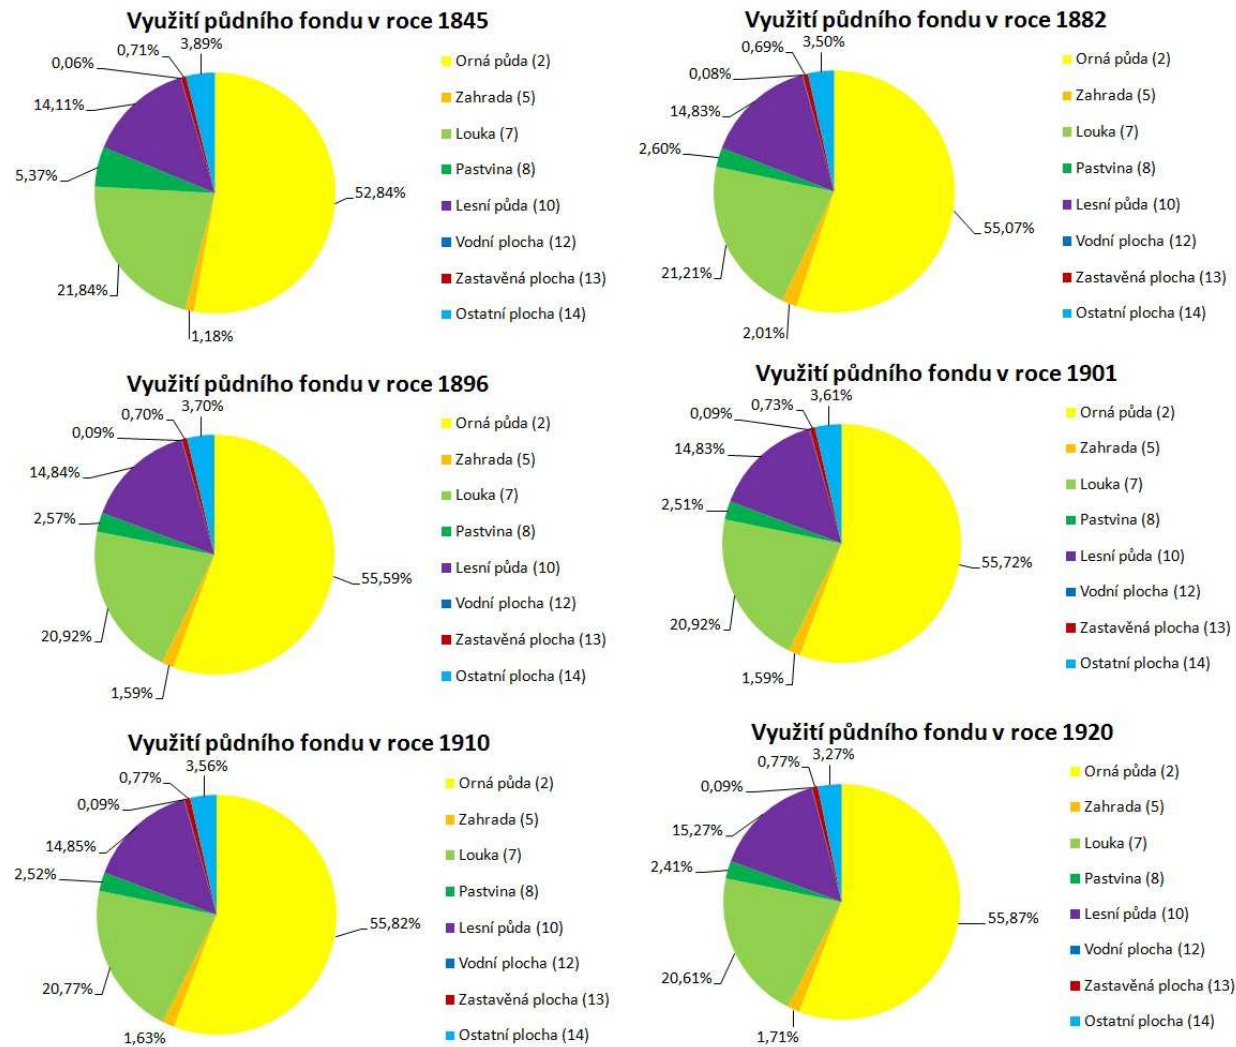 Využití půdního fondu v roce 1845
3,89%
0,71%
0,06%
14,11%
5,37%
52,84%
21,84%
1,18%
Orná půda (2)
Zahrada (5)
Louka (7)
Pastvina (8)
Lesní půda (10)
Vodní plocha (12)
Zastavěná plocha (13)
Ostatní plocha (14)
Využití půdního fondu v roce 1882
3,50%
0,69%
0,08%
14,83%
2,60%
55,07%
21,21%
2,01%
Orná půda (2)
Zahrada (5)
Louka (7)
Pastvina (8)
Lesní půda (10)
Vodní plocha (12)
Zastavěná plocha (13)
Ostatní plocha (14)
Využití půdního fondu v roce 1896
3,70%
0,70%
0,09%
14,84%
2,57%
55,59%
20,92%
1,59%
Orná půda (2)
Zahrada (5)
Louka (7)
Pastvina (8)
Lesní půda (10)
Vodní plocha (12)
Zastavěná plocha (13)
Ostatní plocha (14)
Využití půdního fondu v roce 1901
3,61%
0,73%
0,09%
14,83%
2,51%
55,72%
20,92%
1,59%
Orná půda (2)
Zahrada (5)
Louka (7)
Pastvina (8)
Lesní půda (10)
Vodní plocha (12)
Zastavěná plocha (13)
Ostatní plocha (14)
Využití půdního fondu v roce 1910
3,56%
0,77%
0,09%
14,85%
2,52%
55,82%
20,77%
1,63%
Orná půda (2)
Zahrada (5)
Louka (7)
Pastvina (8)
Lesní půda (10)
Vodní plocha (12)
Zastavěná plocha (13)
Ostatní plocha (14)
Využití půdního fondu v roce 1920
3,27%
0,77%
0,09%
15,27%
2,41%
55,87%
20,61%
1,71%
Orná půda (2)
Zahrada (5)
Louka (7)
Pastvina (8)
Lesní půda (10)
Vodní plocha (12)
Zastavěná plocha (13)
Ostatní plocha (14)